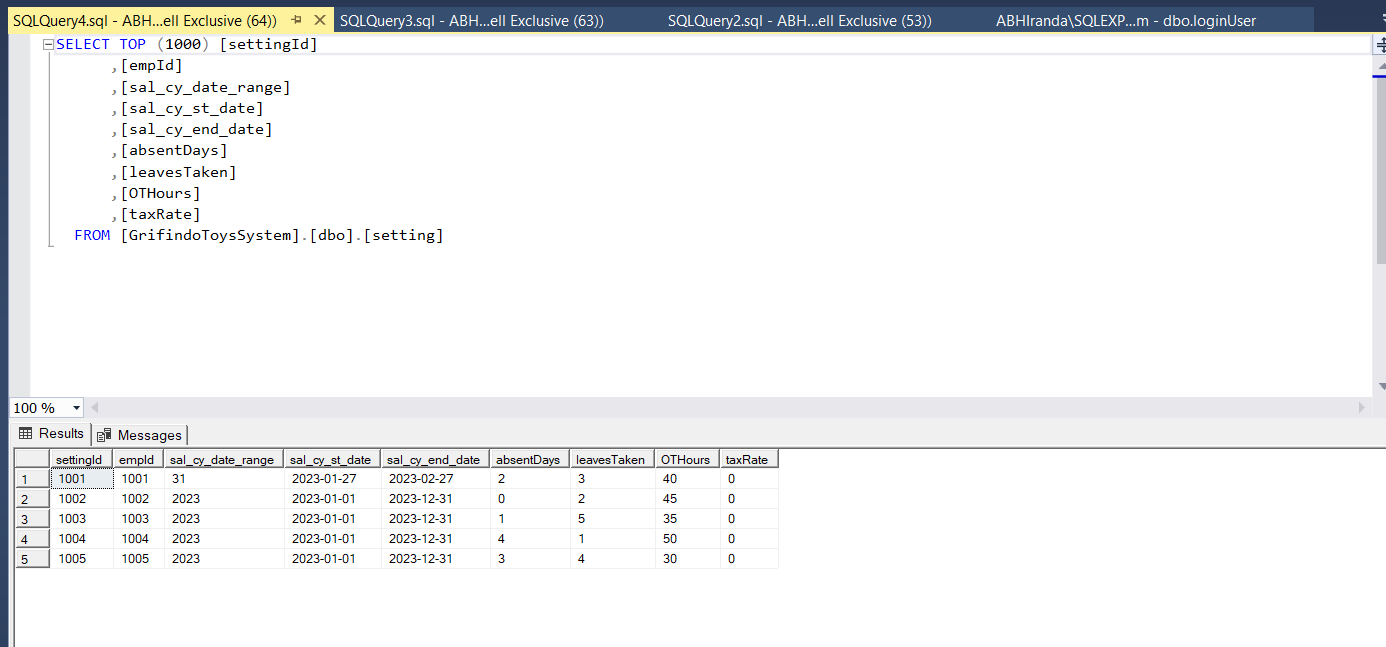 SQLQuery4.sql - ABH...ell Exclusive (64)) SQLQuery3.sql - ABH...ell Exclusive (63)) SQLQuery2.sql - ABH...ell Exclusive (53)) ABHIranda\SQLEXP...m - dbo.loginUser
SELECT TOP (1000) [settingId]
,[empId]
,[sal_cy_date_range]
,[sal_cy_st_date]
,[sal_cy_end_date]
,[absentDays]
,[leavesTaken]
,[OTHours]
,[taxRate]
FROM [GrifindoToysSystem].[dbo].[setting]
100 %
Results Messages
settingId empId sal_cy_date_range sal_cy_st_date sal_cy_end_date absentDays leavesTaken OTHours taxRate
1 1001 1001 31 2023-01-27 2023-02-27 2 3 40 0
2 1002 1002 2023 2023-01-01 2023-12-31 0 2 45 0
3 1003 1003 2023 2023-01-01 2023-12-31 1 5 35 0
4 1004 1004 2023 2023-01-01 2023-12-31 4 1 50 0
5 1005 1005 2023 2023-01-01 2023-12-31 3 4 30 0